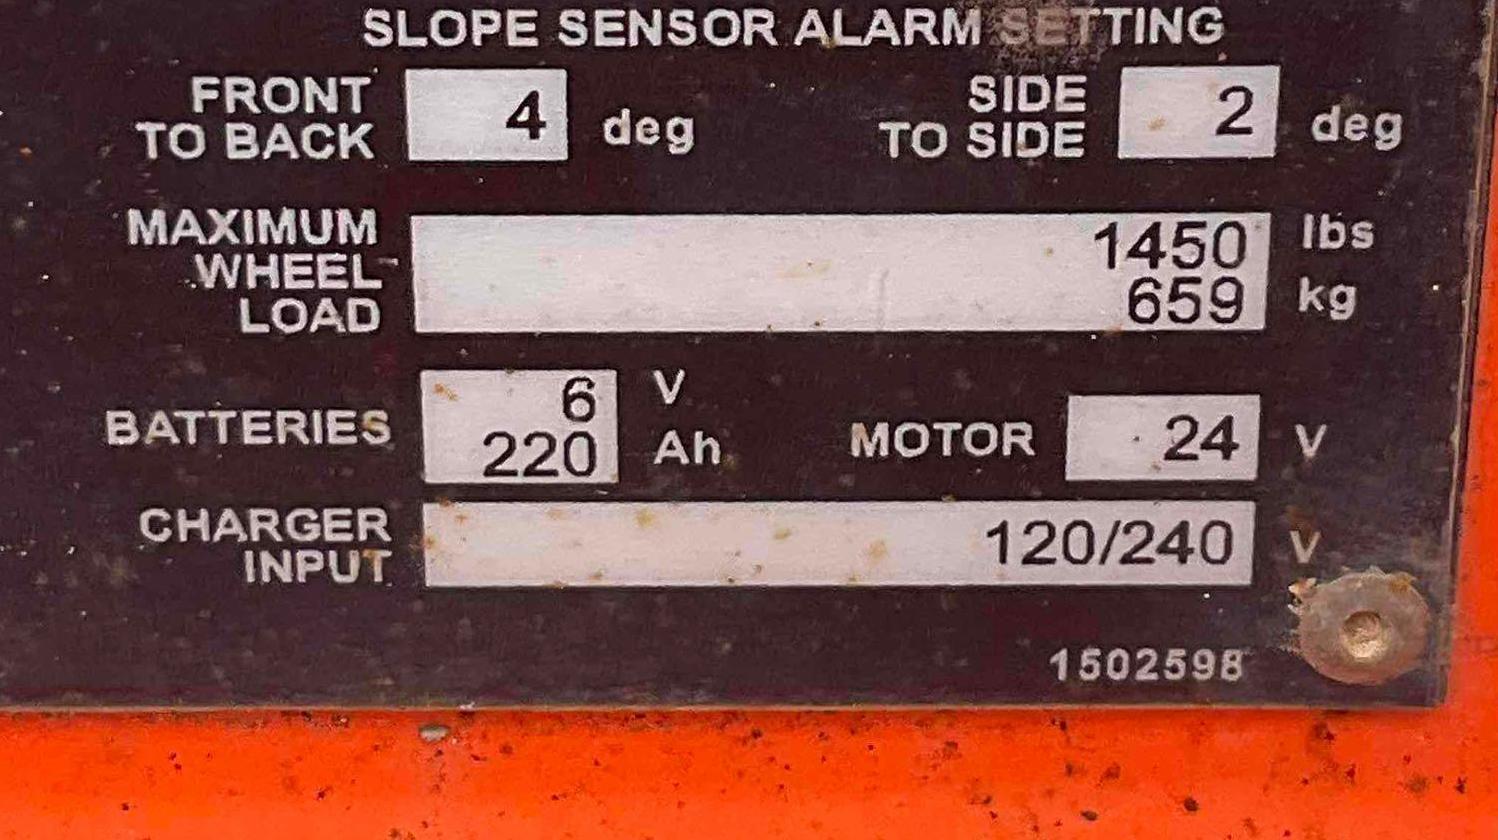 SLOPE SENSOR ALARM SETTING
FRONT TO BACK 4 deg SIDE TO SIDE 2 deg
MAXIMUM WHEEL LOAD 1450 lbs 659 kg
BATTERIES 6 V 220 Ah MOTOR 24 V
CHARGER INPUT 120/240 V
1502598